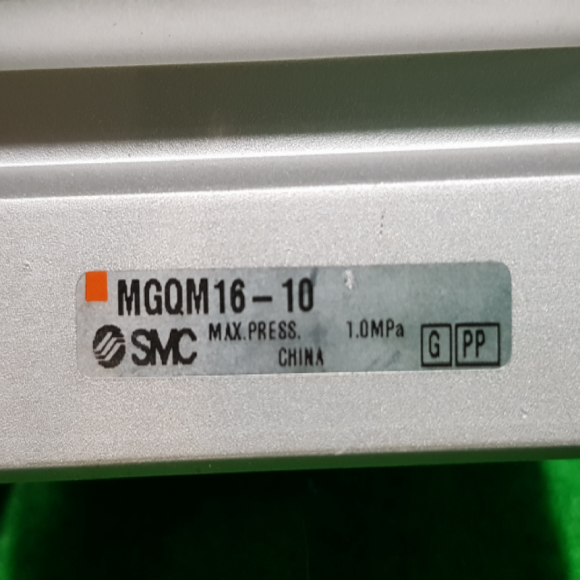 MGQM16-10
SMC MAX.PRESS. 1.0MPa G PP
CHINA